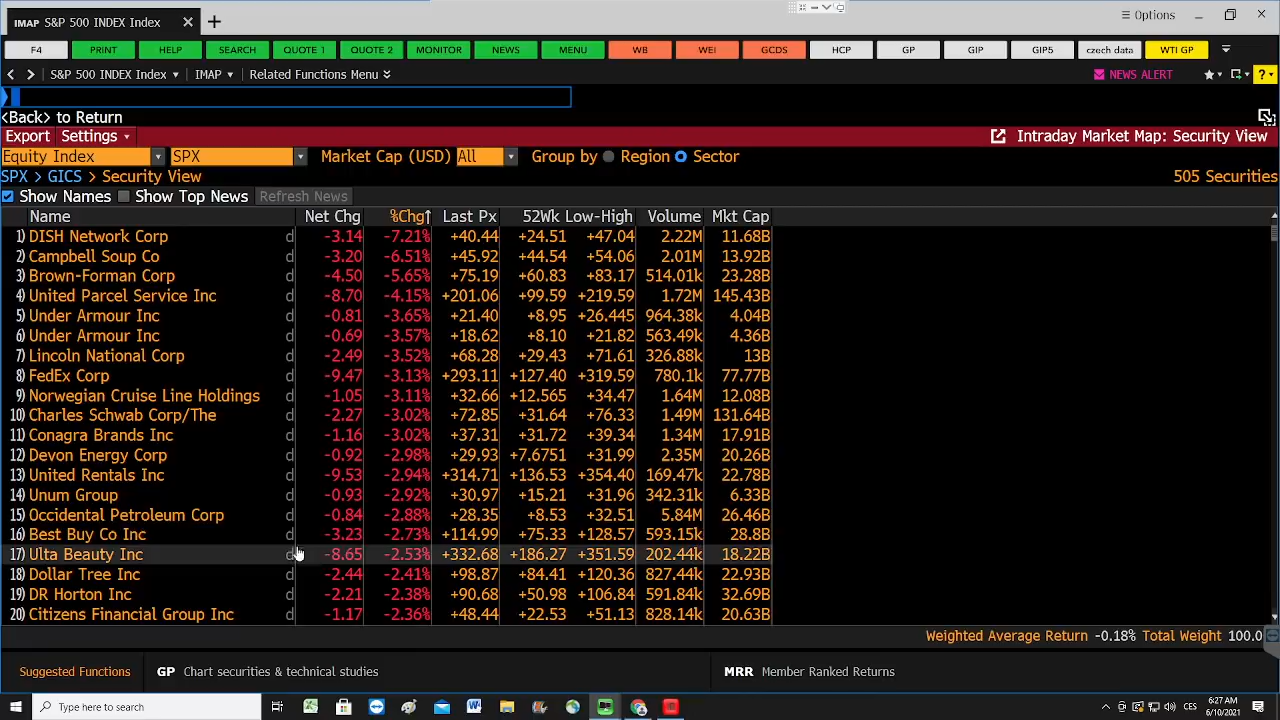 IMAP S&P 500 INDEX Index
Options
F4 PRINT HELP SEARCH QUOTE 1 QUOTE 2 MONITOR NEWS MENU WB WEI GCDS HCP GP GIP GIP5 czech data WTI GP
S&P 500 INDEX Index IMAP Related Functions Menu NEWS ALERT ?
<Back> to Return
Export Settings Intraday Market Map: Security View
Equity Index SPX Market Cap (USD) All Group by Region Sector
SPX > GICS > Security View 505 Securities
Show Names Show Top News Refresh News
Name Net Chg %Chg↑ Last Px 52Wk Low-High Volume Mkt Cap
1) DISH Network Corp d -3.14 -7.21% +40.44 +24.51 +47.04 2.22M 11.68B
2) Campbell Soup Co d -3.20 -6.51% +45.92 +44.54 +54.06 2.01M 13.92B
3) Brown-Forman Corp d -4.50 -5.65% +75.19 +60.83 +83.17 514.01k 23.28B
4) United Parcel Service Inc d -8.70 -4.15% +201.06 +99.59 +219.59 1.72M 145.43B
5) Under Armour Inc d -0.81 -3.65% +21.40 +8.95 +26.445 964.38k 4.04B
6) Under Armour Inc d -0.69 -3.57% +18.62 +8.10 +21.82 563.49k 4.36B
7) Lincoln National Corp d -2.49 -3.52% +68.28 +29.43 +71.61 326.88k 13B
8) FedEx Corp d -9.47 -3.13% +293.11 +127.40 +319.59 780.1k 77.77B
9) Norwegian Cruise Line Holdings d -1.05 -3.11% +32.66 +12.565 +34.47 1.64M 12.08B
10) Charles Schwab Corp/The d -2.27 -3.02% +72.85 +31.64 +76.33 1.49M 131.64B
11) Conagra Brands Inc d -1.16 -3.02% +37.31 +31.72 +39.34 1.34M 17.91B
12) Devon Energy Corp d -0.92 -2.98% +29.93 +7.6751 +31.99 2.35M 20.26B
13) United Rentals Inc d -9.53 -2.94% +314.71 +136.53 +354.40 169.47k 22.78B
14) Unum Group d -0.93 -2.92% +30.97 +15.21 +31.96 342.31k 6.33B
15) Occidental Petroleum Corp d -0.84 -2.88% +28.35 +8.53 +32.51 5.84M 26.46B
16) Best Buy Co Inc d -3.23 -2.73% +114.99 +75.33 +128.57 593.15k 28.8B
17) Ulta Beauty Inc d -8.65 -2.53% +332.68 +186.27 +351.59 202.44k 18.22B
18) Dollar Tree Inc d -2.44 -2.41% +98.87 +84.41 +120.36 827.44k 22.93B
19) DR Horton Inc d -2.21 -2.38% +90.68 +50.98 +106.84 591.84k 32.69B
20) Citizens Financial Group Inc d -1.17 -2.36% +48.44 +22.53 +51.13 828.14k 20.63B
Weighted Average Return -0.18% Total Weight 100.0
Suggested Functions GP Chart securities & technical studies MRR Member Ranked Returns
Type here to search CES 6:27 AM
6/10/2021